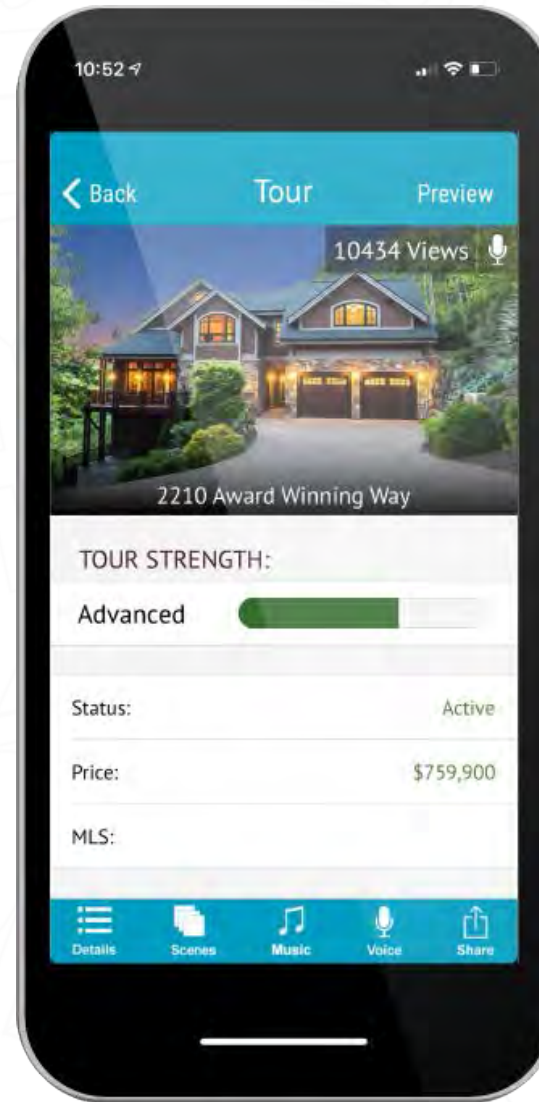 10:52
Back Tour Preview
10434 Views
2210 Award Winning Way
TOUR STRENGTH:
Advanced
Status: Active
Price: $759,900
MLS:
Details Scenes Music Voice Share